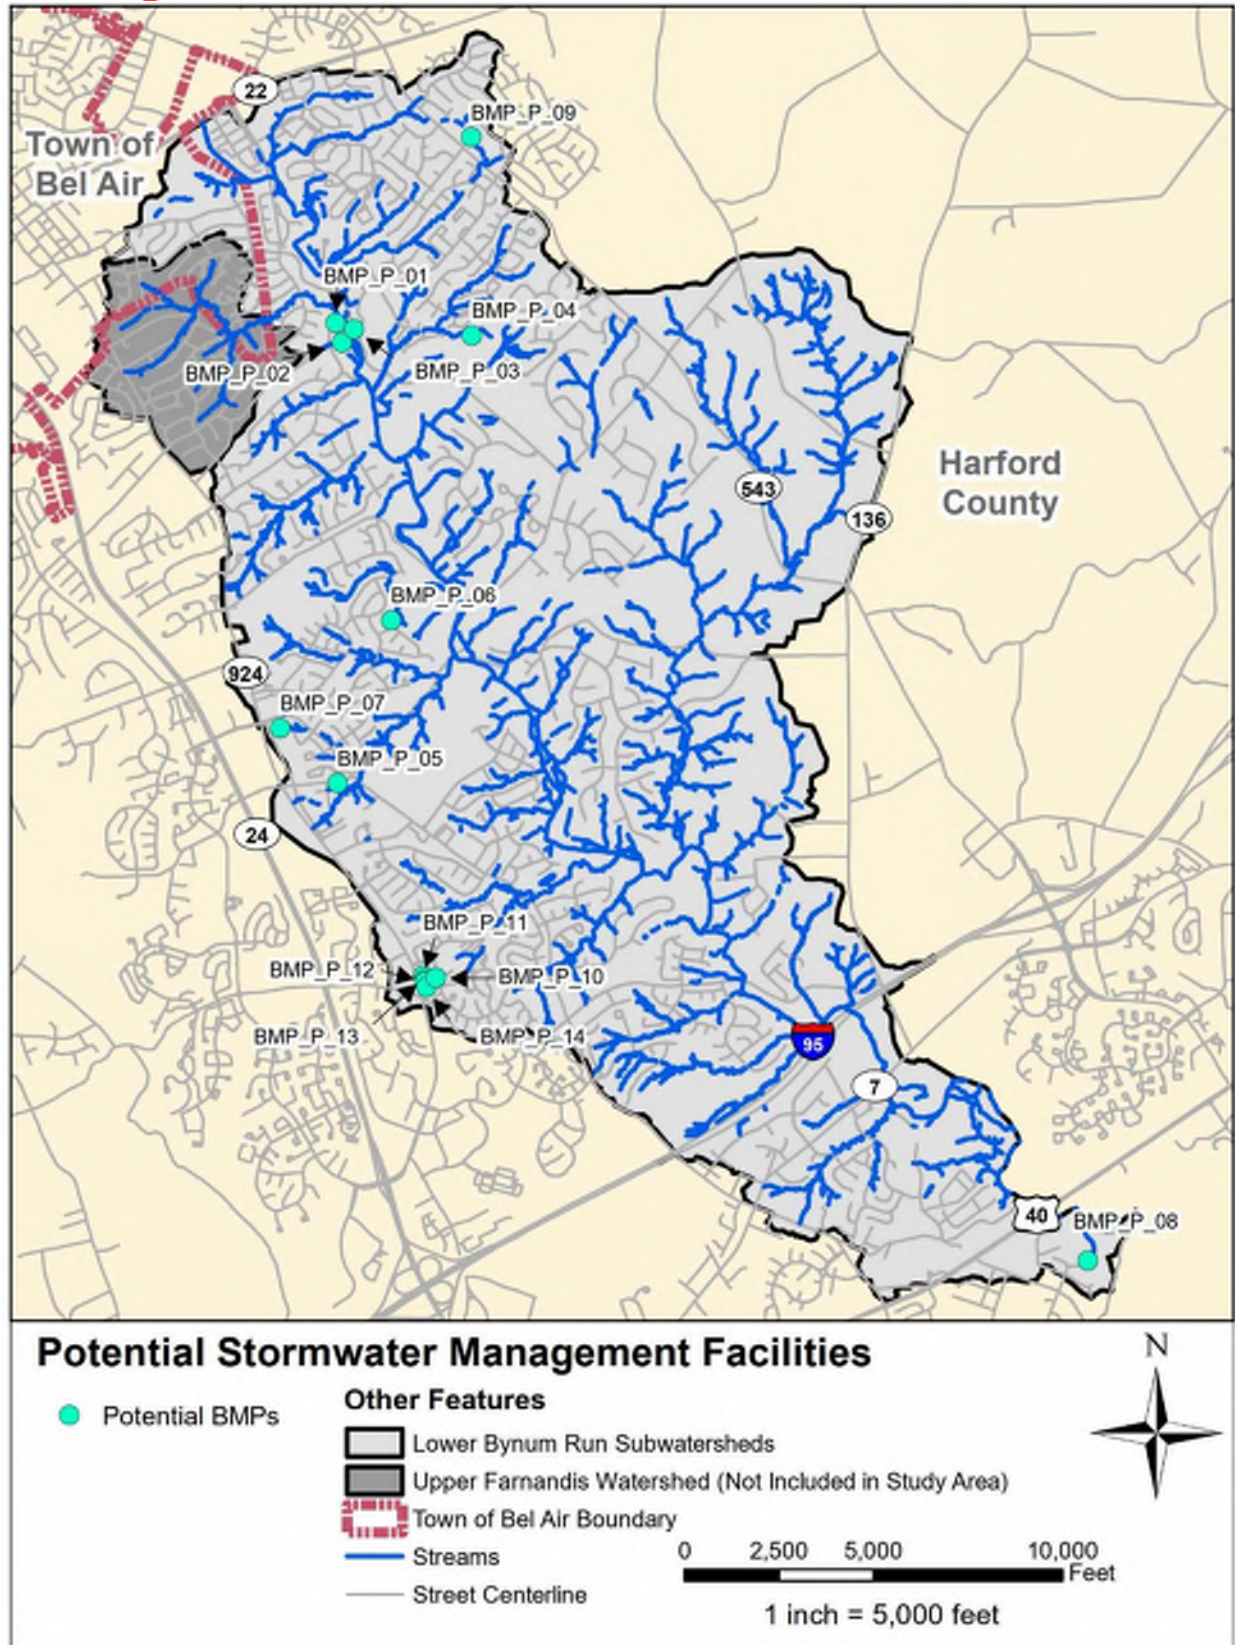 22
BMP_P_09
Town of
Bel Air
BMP_P_01
BMP_P_04
BMP_P_02
BMP_P_03
Harford
County
543
136
BMP_P_06
924
BMP_P_07
BMP_P_05
24
BMP_P_11
BMP_P_12
BMP_P_10
BMP_P_13
BMP_P_14
95
7
40
BMP_P_08
Potential Stormwater Management Facilities
N
Potential BMPs
Other Features
Lower Bynum Run Subwatersheds
Upper Farnandis Watershed (Not Included in Study Area)
Town of Bel Air Boundary
Streams
Street Centerline
0 2,500 5,000 10,000
Feet
1 inch = 5,000 feet